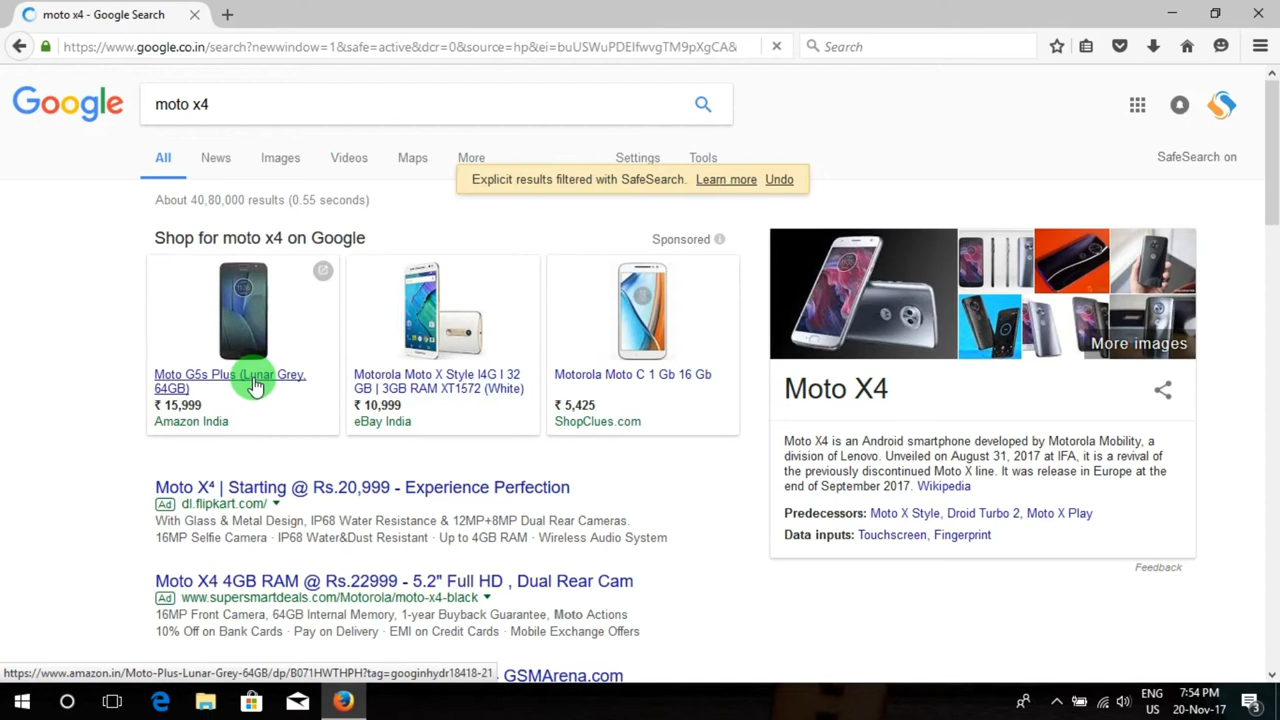 moto x4 - Google Search
https://www.google.co.in/search?newwindow=1&safe=active&dcr=0&source=hp&ei=buUSWuPDEIfwvgTM9pXgCA&
Search
Google
moto x4
All News Images Videos Maps More Settings Tools
SafeSearch on
Explicit results filtered with SafeSearch. Learn more Undo
About 40,80,000 results (0.55 seconds)
Shop for moto x4 on Google
Sponsored
Moto G5s Plus (Lunar Grey,
64GB)
₹ 15,999
Amazon India
Motorola Moto X Style I4G I 32
GB | 3GB RAM XT1572 (White)
₹ 10,999
eBay India
Motorola Moto C 1 Gb 16 Gb
₹ 5,425
ShopClues.com
Moto X⁴ | Starting @ Rs.20,999 - Experience Perfection
Ad dl.flipkart.com/
With Glass & Metal Design, IP68 Water Resistance & 12MP+8MP Dual Rear Cameras.
16MP Selfie Camera · IP68 Water&Dust Resistant · Up to 4GB RAM · Wireless Audio System
Moto X4 4GB RAM @ Rs.22999 - 5.2" Full HD , Dual Rear Cam
Ad www.supersmartdeals.com/Motorola/moto-x4-black
16MP Front Camera, 64GB Internal Memory, 1-year Buyback Guarantee, Moto Actions
10% Off on Bank Cards · Pay on Delivery · EMI on Credit Cards · Mobile Exchange Offers
GSMArena.com
More images
Moto X4
Moto X4 is an Android smartphone developed by Motorola Mobility, a
division of Lenovo. Unveiled on August 31, 2017 at IFA, it is a revival of
the previously discontinued Moto X line. It was release in Europe at the
end of September 2017. Wikipedia
Predecessors: Moto X Style, Droid Turbo 2, Moto X Play
Data inputs: Touchscreen, Fingerprint
Feedback
https://www.amazon.in/Moto-Plus-Lunar-Grey-64GB/dp/B071HWTHPH?tag=googinhydr18418-21
ENG
US
7:54 PM
20-Nov-17
3